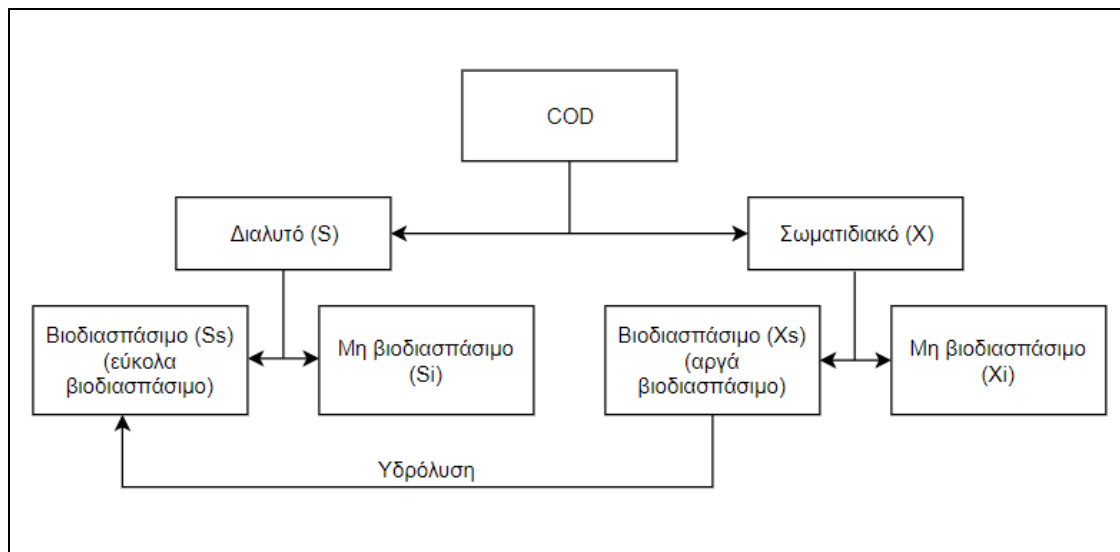 COD
Διαλυτό (S)
Σωματιδιακό (X)
Βιοδιασπάσιμο (Ss)
(εύκολα
βιοδιασπάσιμο)
Μη βιοδιασπάσιμο
(Si)
Βιοδιασπάσιμο (Xs)
(αργά
βιοδιασπάσιμο)
Μη βιοδιασπάσιμο
(Xi)
Υδρόλυση